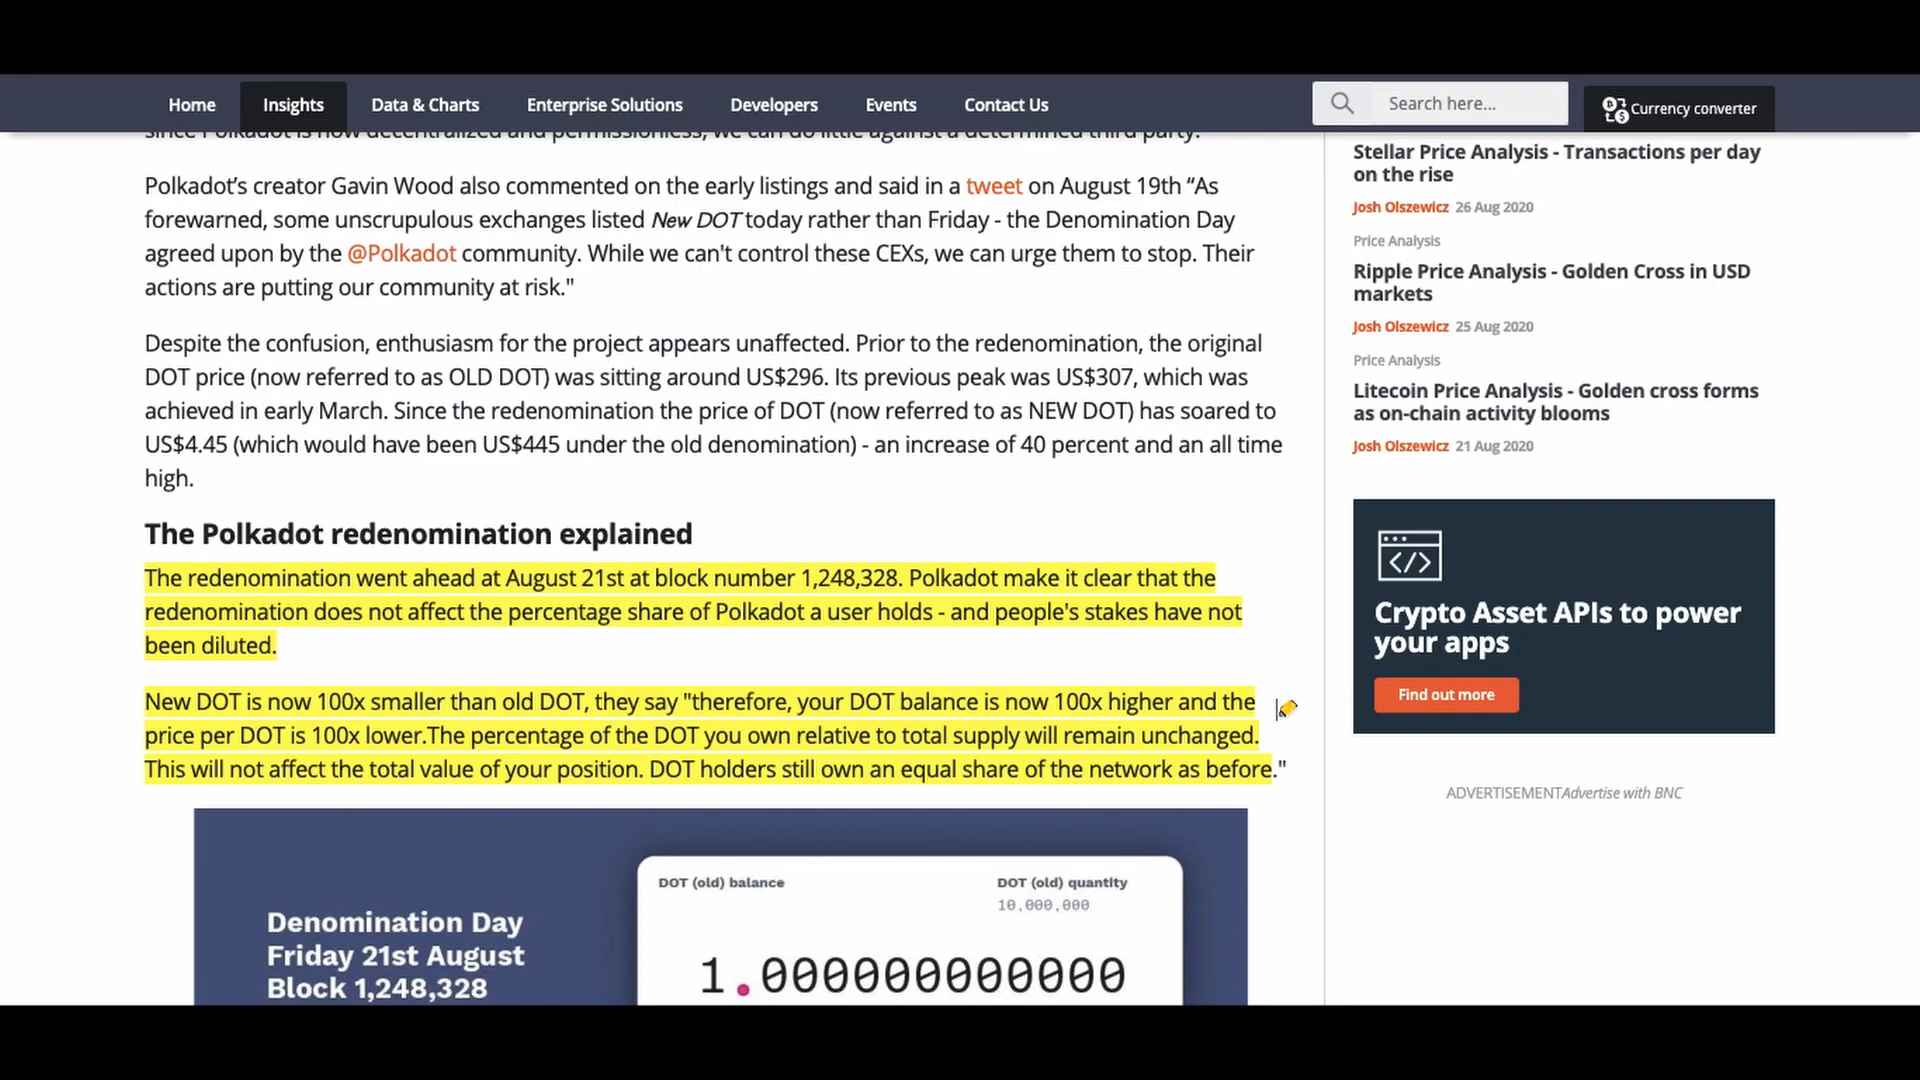 Home
Insights
Data & Charts
Enterprise Solutions
Developers
Events
Contact Us
Search here...
Currency converter
since Polkadot is now decentralized and permissionless, we can do little against a determined third party.
Polkadot's creator Gavin Wood also commented on the early listings and said in a tweet on August 19th “As
forewarned, some unscrupulous exchanges listed New DOT today rather than Friday - the Denomination Day
agreed upon by the @Polkadot community. While we can't control these CEXs, we can urge them to stop. Their
actions are putting our community at risk."
Despite the confusion, enthusiasm for the project appears unaffected. Prior to the redenomination, the original
DOT price (now referred to as OLD DOT) was sitting around US$296. Its previous peak was US$307, which was
achieved in early March. Since the redenomination the price of DOT (now referred to as NEW DOT) has soared to
US$4.45 (which would have been US$445 under the old denomination) - an increase of 40 percent and an all time
high.
The Polkadot redenomination explained
The redenomination went ahead at August 21st at block number 1,248,328. Polkadot make it clear that the
redenomination does not affect the percentage share of Polkadot a user holds - and people's stakes have not
been diluted.
New DOT is now 100x smaller than old DOT, they say "therefore, your DOT balance is now 100x higher and the
price per DOT is 100x lower.The percentage of the DOT you own relative to total supply will remain unchanged.
This will not affect the total value of your position. DOT holders still own an equal share of the network as before."
Denomination Day
Friday 21st August
Block 1,248,328
DOT (old) balance
DOT (old) quantity
10,000,000
1.000000000000
Stellar Price Analysis - Transactions per day
on the rise
Josh Olszewicz 26 Aug 2020
Price Analysis
Ripple Price Analysis - Golden Cross in USD
markets
Josh Olszewicz 25 Aug 2020
Price Analysis
Litecoin Price Analysis - Golden cross forms
as on-chain activity blooms
Josh Olszewicz 21 Aug 2020
Crypto Asset APIs to power
your apps
Find out more
ADVERTISEMENTAdvertise with BNC